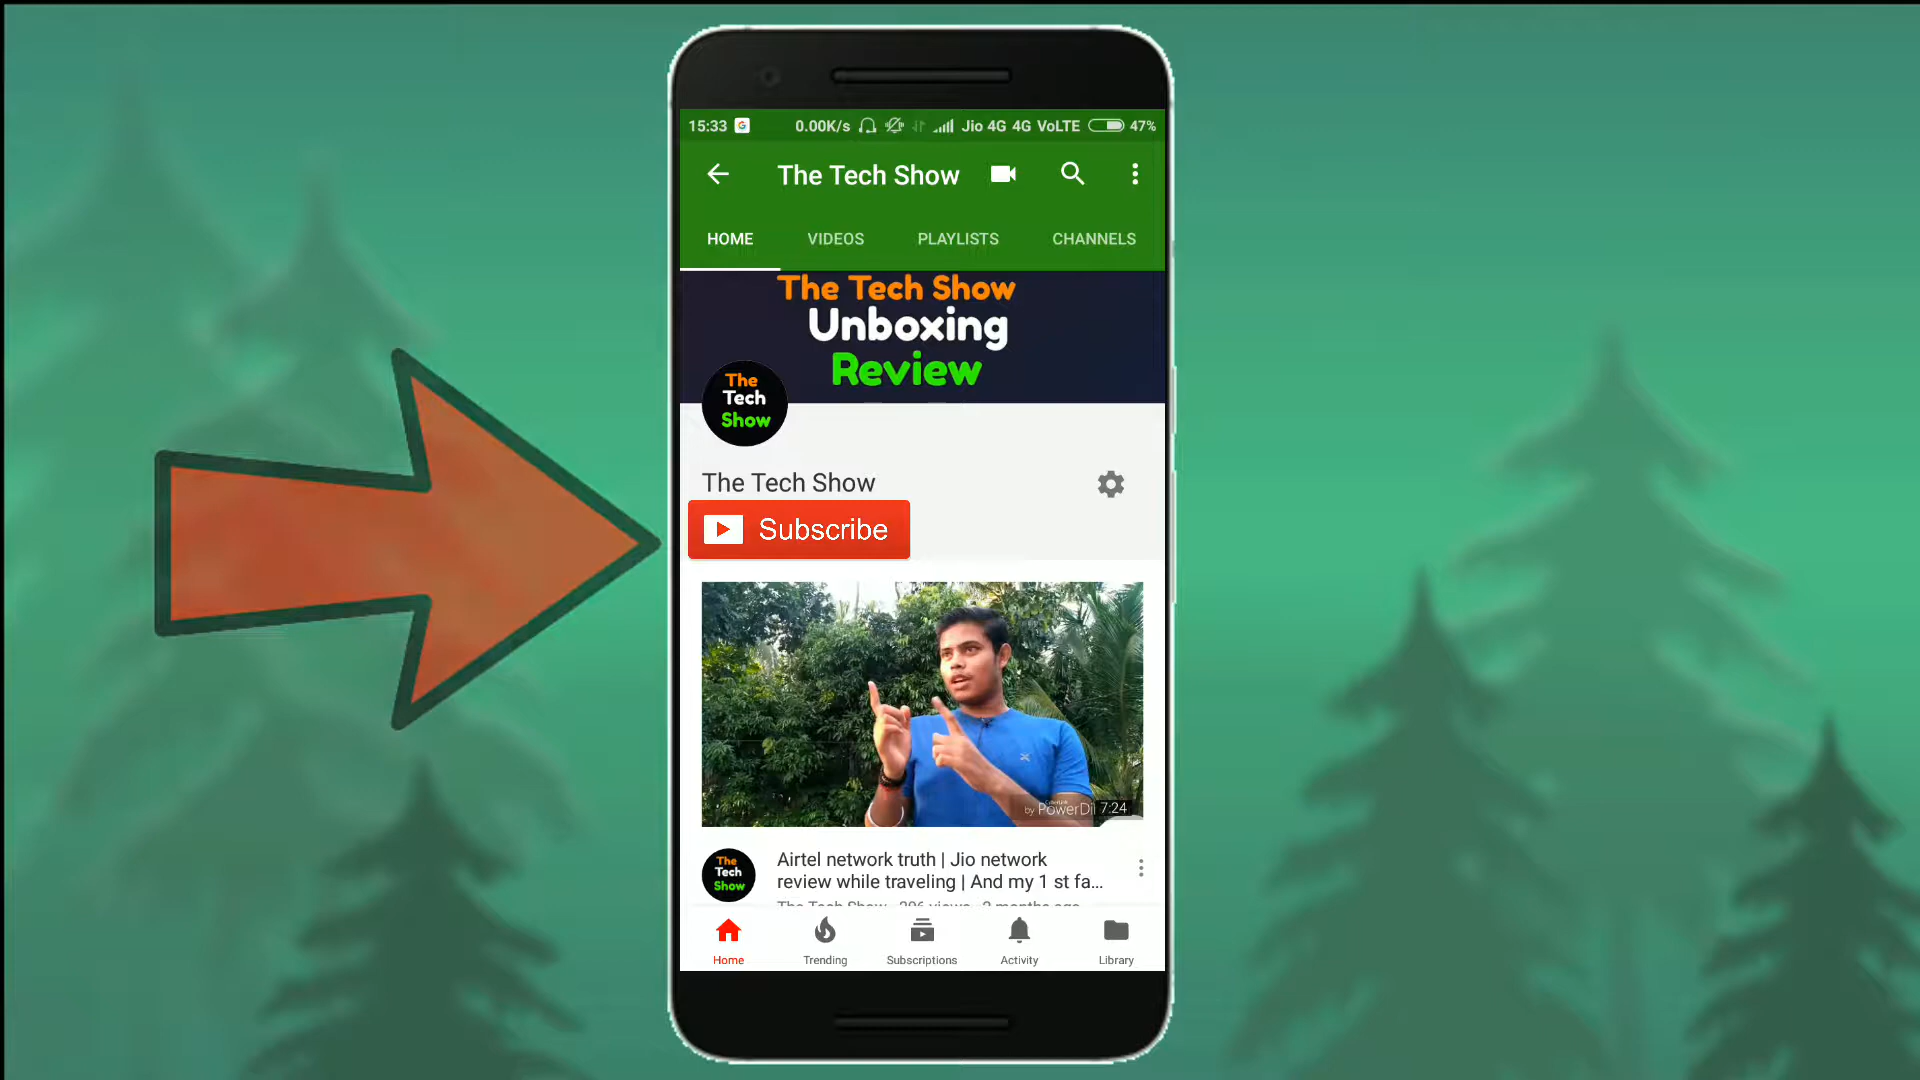 15:33 0.00K/s Jio 4G 4G VoLTE 47%
The Tech Show
HOME VIDEOS PLAYLISTS CHANNELS
The Tech Show
Unboxing
Review
The
Tech
Show
The Tech Show
Subscribe
by PowerDi 7:24
Airtel network truth | Jio network
review while traveling | And my 1 st fa...
The
Tech
Show
Home Trending Subscriptions Activity Library